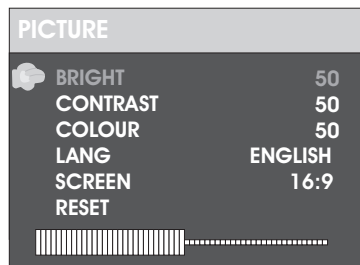 PICTURE
BRIGHT 50
CONTRAST 50
COLOUR 50
LANG ENGLISH
SCREEN 16:9
RESET